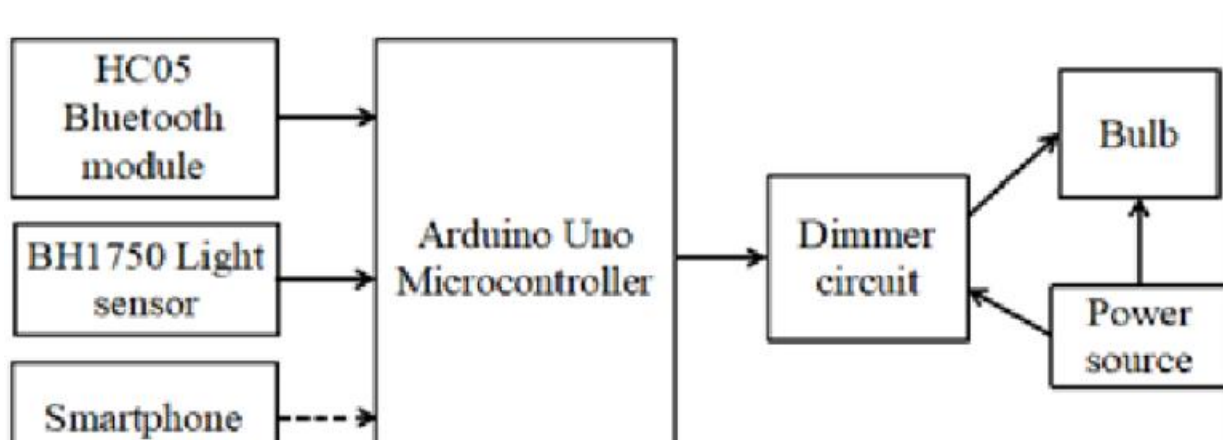 HC05
Bluetooth
module
BH1750 Light
sensor
Smartphone
Arduino Uno
Microcontroller
Dimmer
circuit
Bulb
Power
source